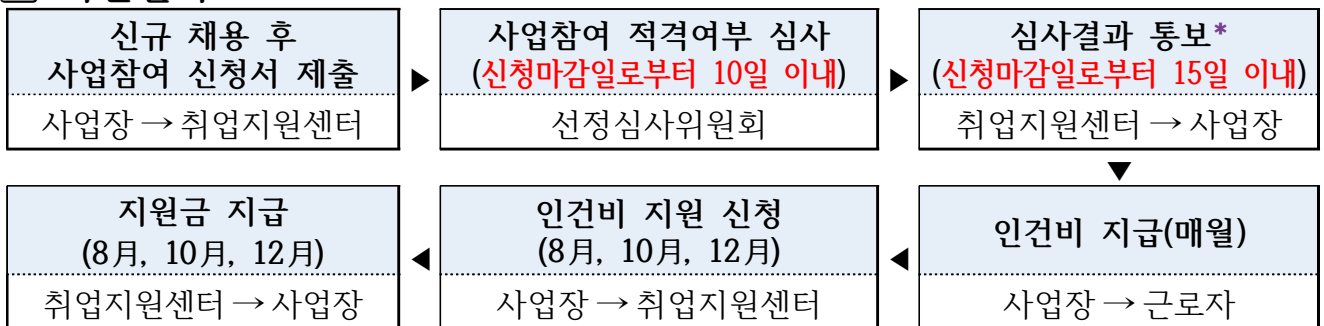 신규 채용 후
사업참여 신청서 제출
사업장 → 취업지원센터
▶
사업참여 적격여부 심사
(신청마감일로부터 10일 이내)
선정심사위원회
▶
심사결과 통보*
(신청마감일로부터 15일 이내)
취업지원센터 → 사업장
▼
인건비 지급(매월)
사업장 → 근로자
◀
인건비 지원 신청
(8月, 10月, 12月)
사업장 → 취업지원센터
◀
지원금 지급
(8月, 10月, 12月)
취업지원센터 → 사업장